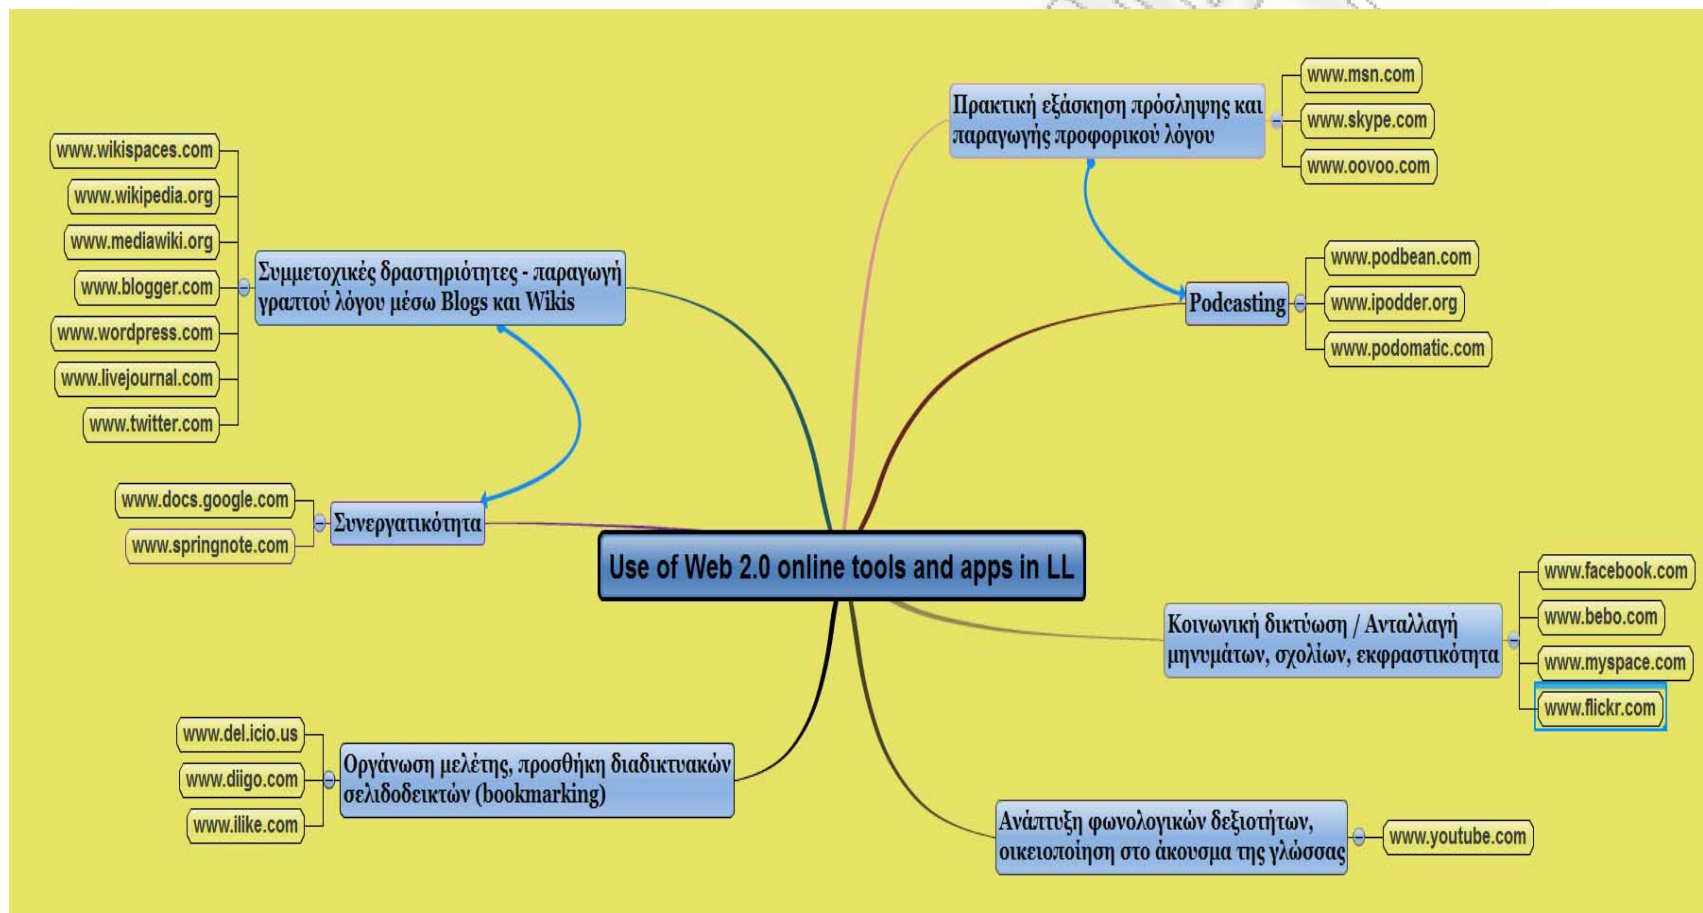 Use of Web 2.0 online tools and apps in LL
Πρακτική εξάσκηση πρόσληψης και
παραγωγής προφορικού λόγου
www.msn.com
www.skype.com
www.oovoo.com
Podcasting
www.podbean.com
www.ipodder.org
www.podomatic.com
Κοινωνική δικτύωση / Ανταλλαγή
μηνυμάτων, σχολίων, εκφραστικότητα
www.facebook.com
www.bebo.com
www.myspace.com
www.flickr.com
Ανάπτυξη φωνολογικών δεξιοτήτων,
οικειοποίηση στο άκουσμα της γλώσσας
www.youtube.com
Συμμετοχικές δραστηριότητες - παραγωγή
γραπτού λόγου μέσω Blogs και Wikis
www.wikispaces.com
www.wikipedia.org
www.mediawiki.org
www.blogger.com
www.wordpress.com
www.livejournal.com
www.twitter.com
Συνεργατικότητα
www.docs.google.com
www.springnote.com
Οργάνωση μελέτης, προσθήκη διαδικτυακών
σελιδοδεικτών (bookmarking)
www.del.icio.us
www.diigo.com
www.ilike.com